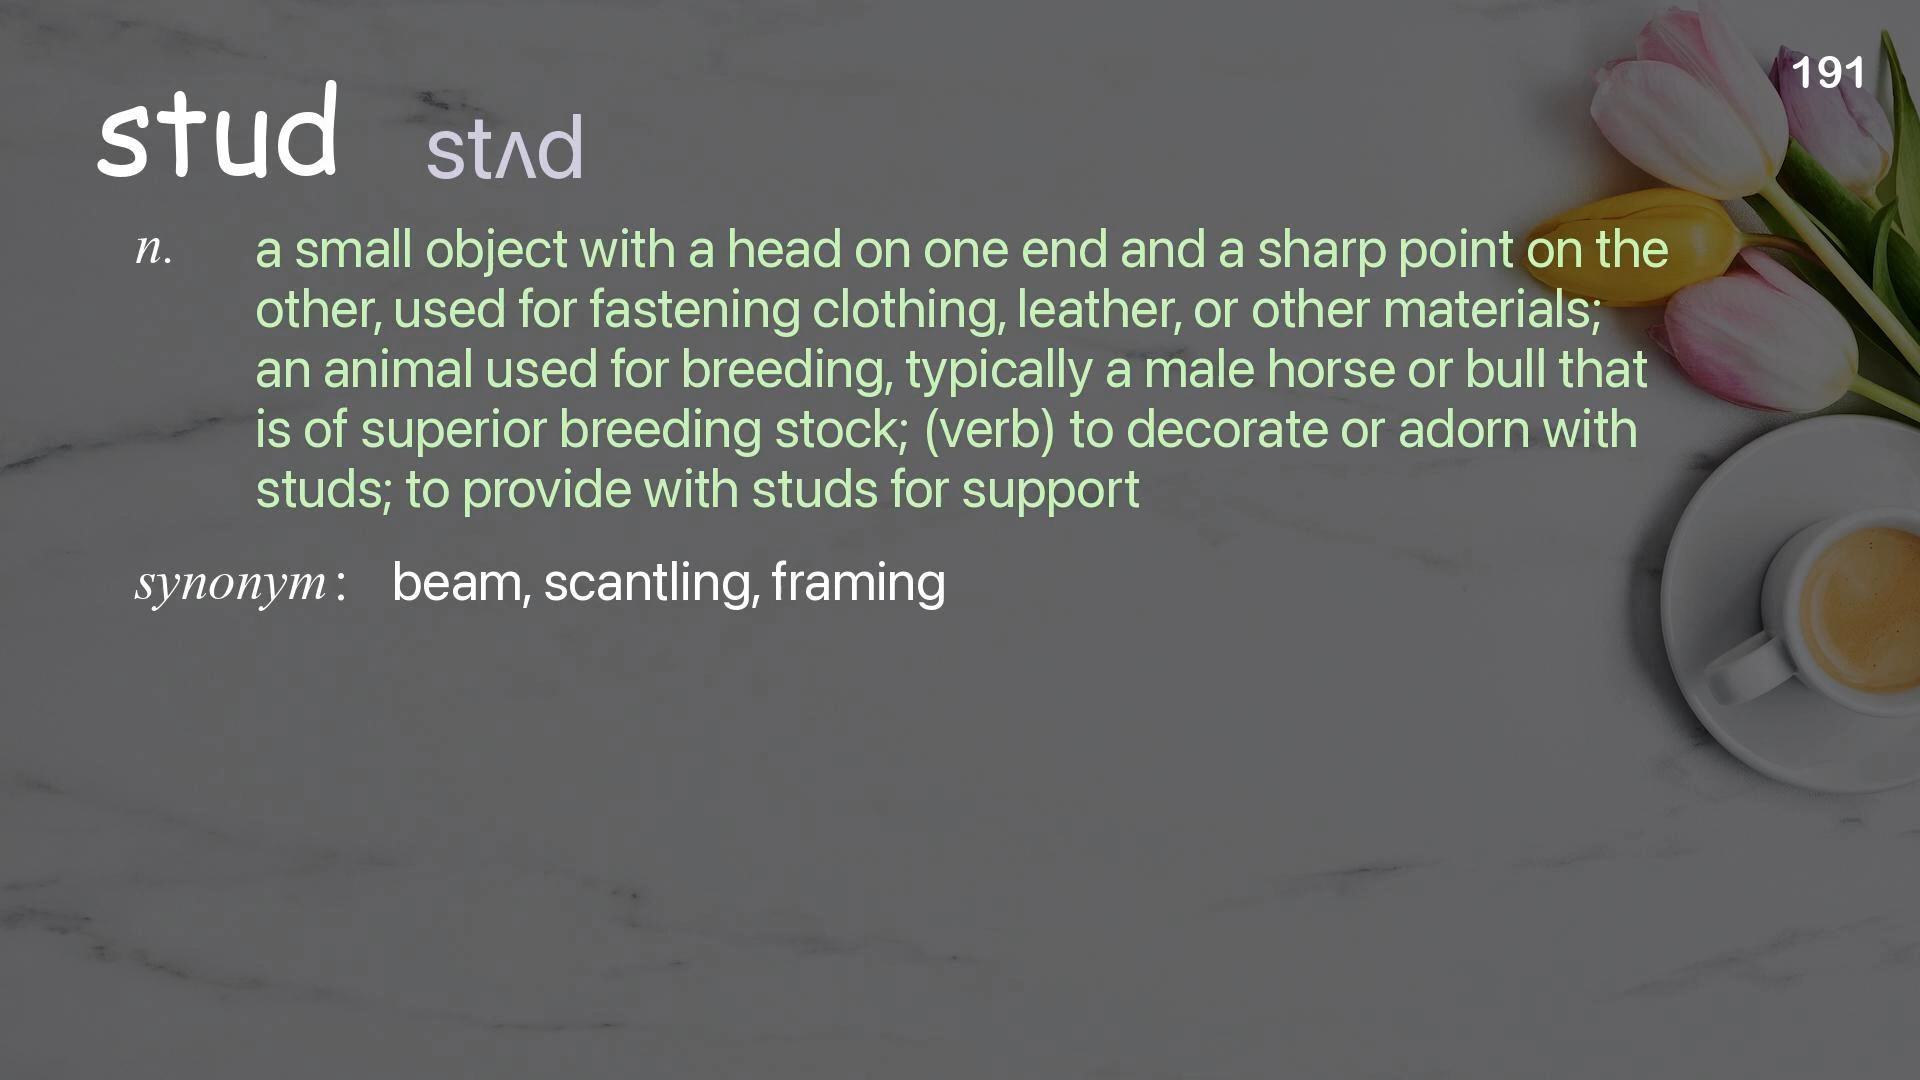 191
stud stʌd
n. a small object with a head on one end and a sharp point on the
other, used for fastening clothing, leather, or other materials;
an animal used for breeding, typically a male horse or bull that
is of superior breeding stock; (verb) to decorate or adorn with
studs; to provide with studs for support
synonym: beam, scantling, framing